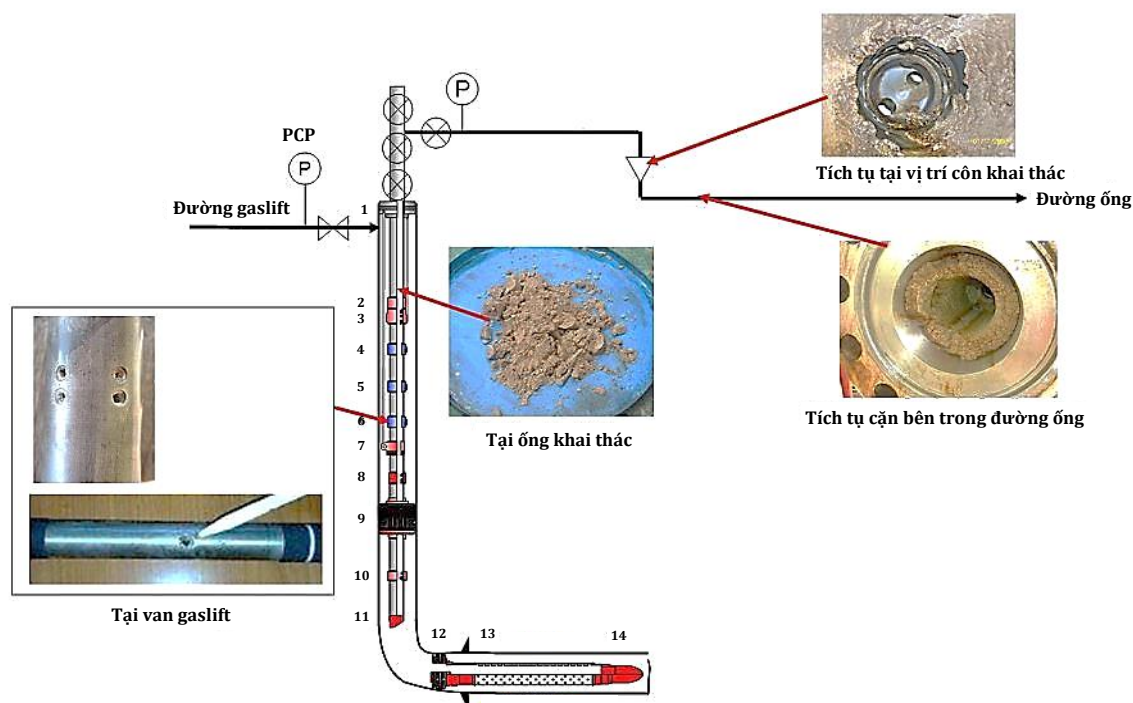 P
PCP
P
Tích tụ tại vị trí côn khai thác
Đường gaslift
1
Đường ống
2
3
4
5
6
7
8
9
10
11
12
13
14
Tại ống khai thác
Tích tụ cặn bên trong đường ống
Tại van gaslift